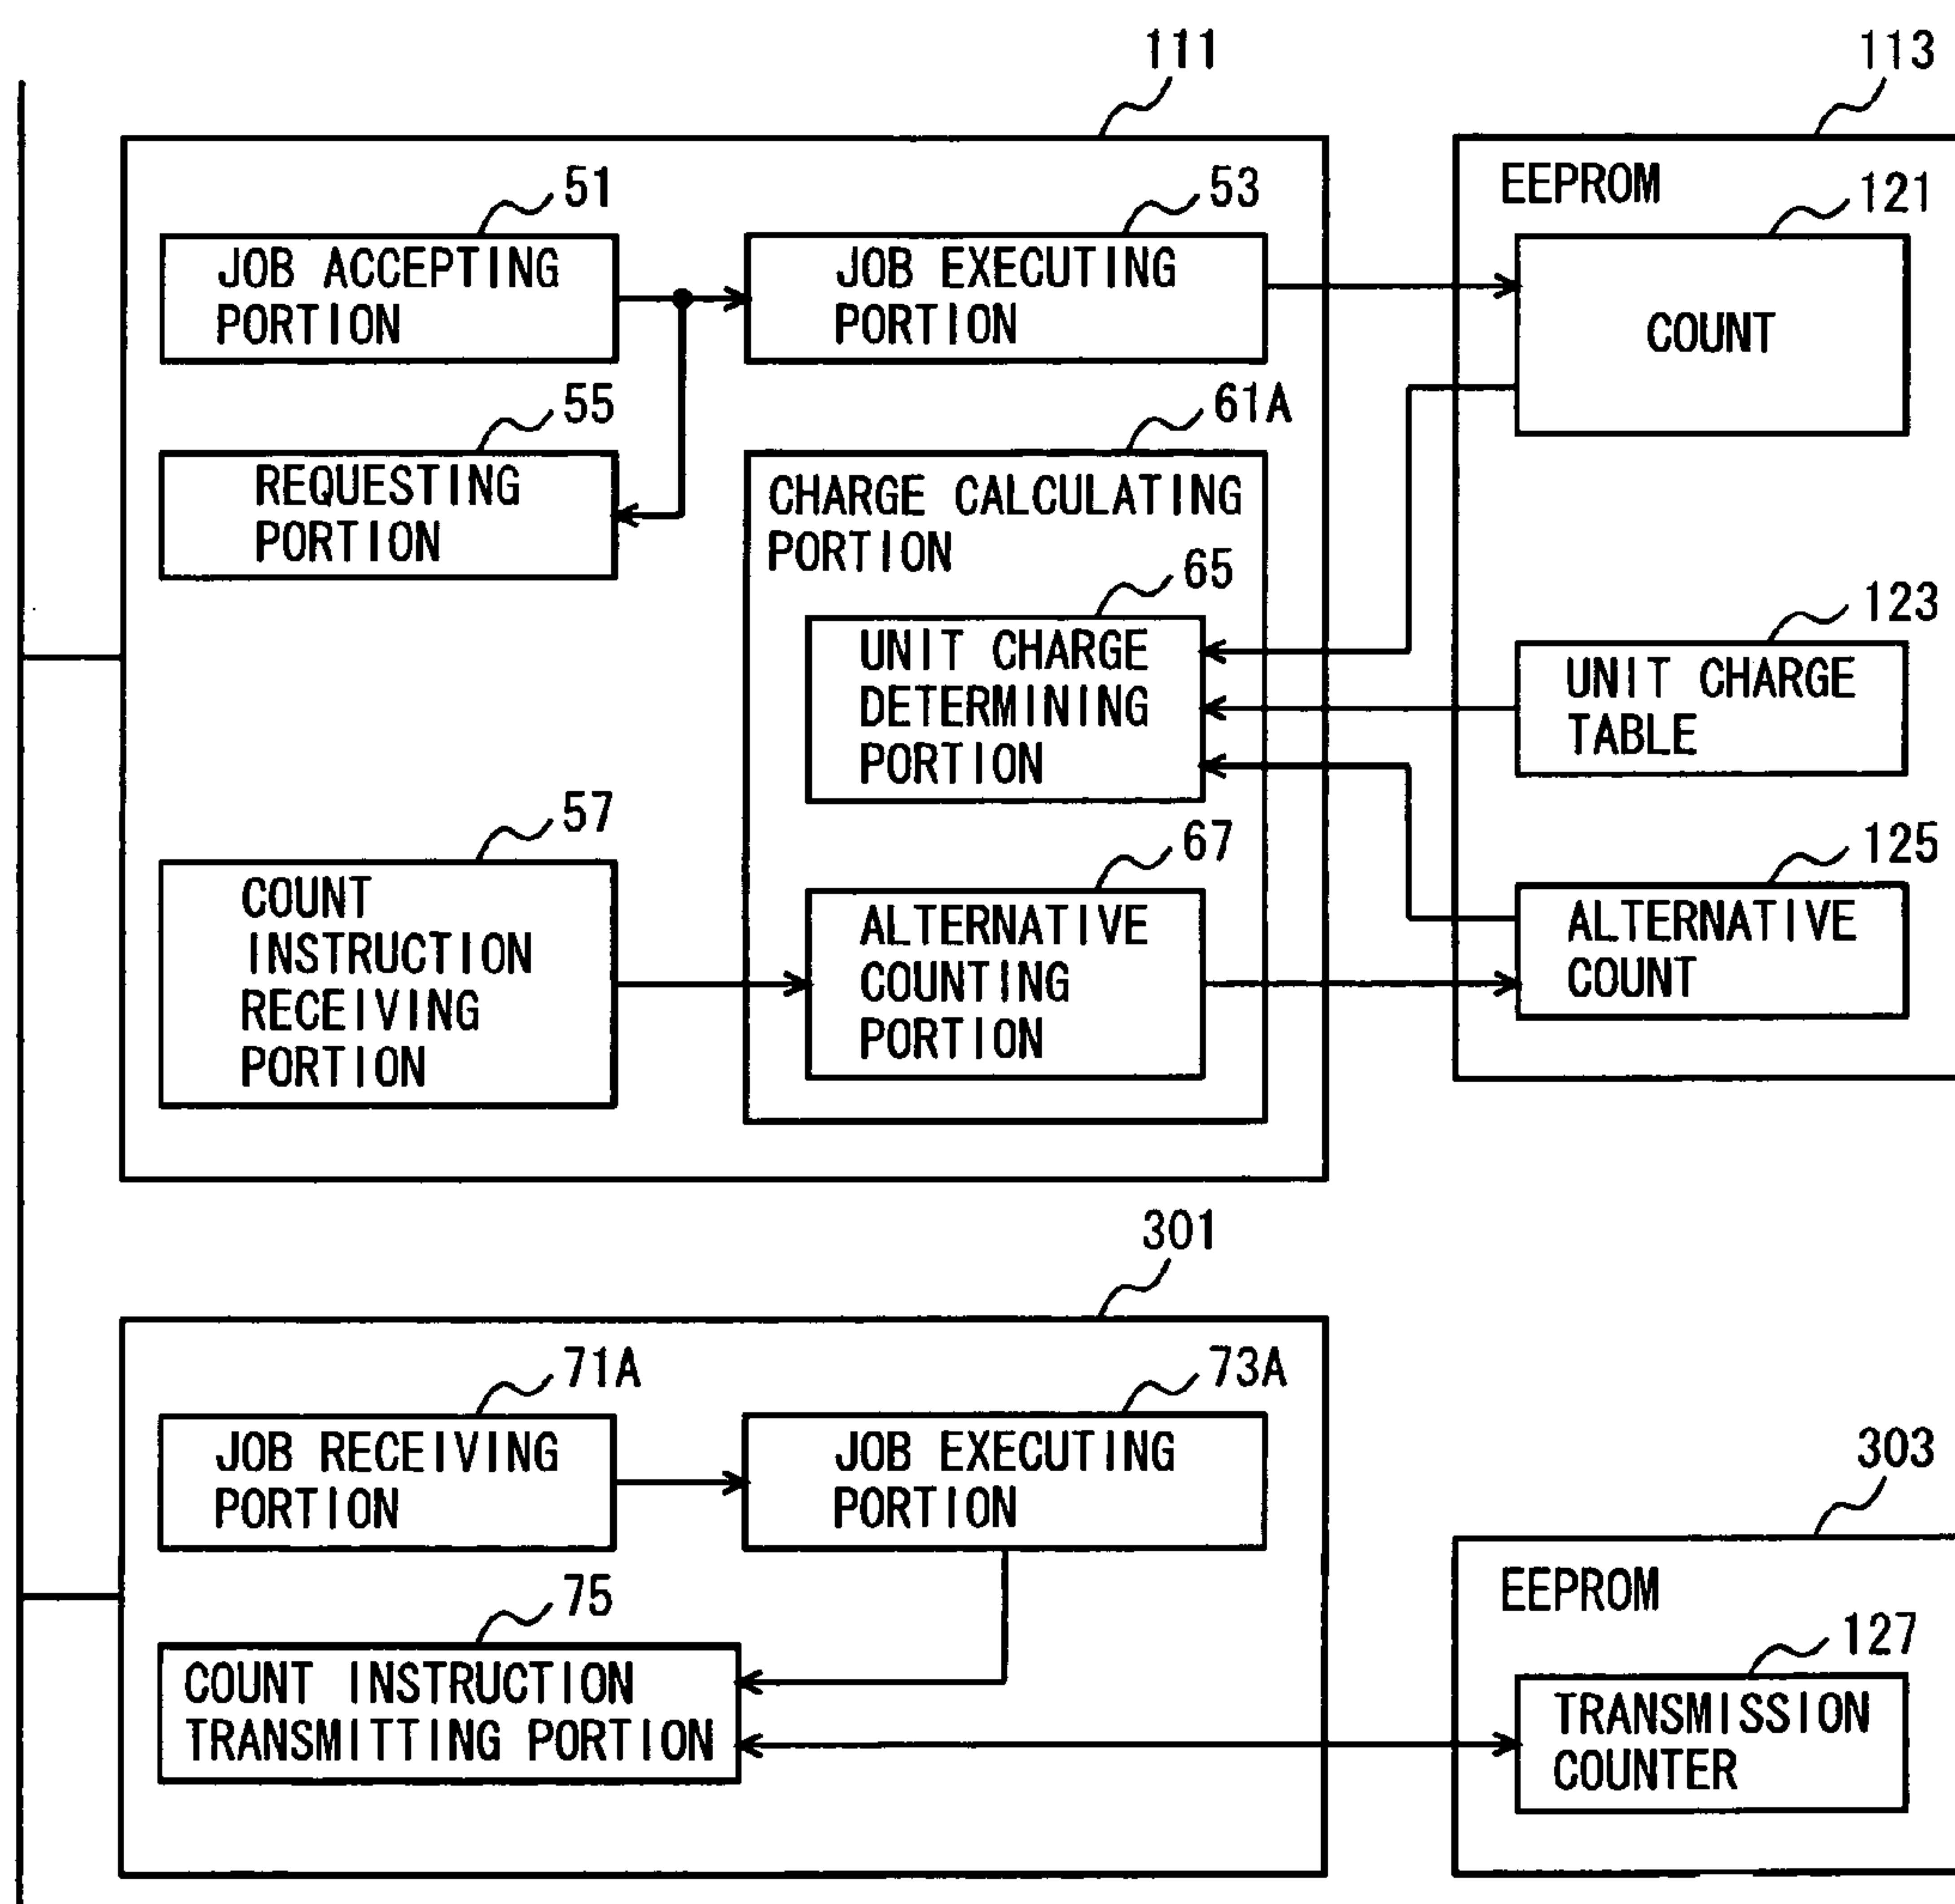 111
113
51
JOB ACCEPTING
PORTION
53
JOB EXECUTING
PORTION
EEPROM
121
COUNT
55
REQUESTING
PORTION
61A
CHARGE CALCULATING
PORTION
65
UNIT CHARGE
DETERMINING
PORTION
123
UNIT CHARGE
TABLE
57
COUNT
INSTRUCTION
RECEIVING
PORTION
67
ALTERNATIVE
COUNTING
PORTION
125
ALTERNATIVE
COUNT
301
71A
JOB RECEIVING
PORTION
73A
JOB EXECUTING
PORTION
303
EEPROM
75
COUNT INSTRUCTION
TRANSMITTING PORTION
127
TRANSMISSION
COUNTER